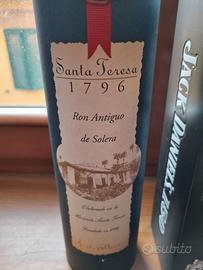 Santa Teresa
1796
Ron Antiguo
de Solera
Elaborado en la
Hacienda Santa Teresa
Fundada en 1796
JACK DANIEL'S
subito